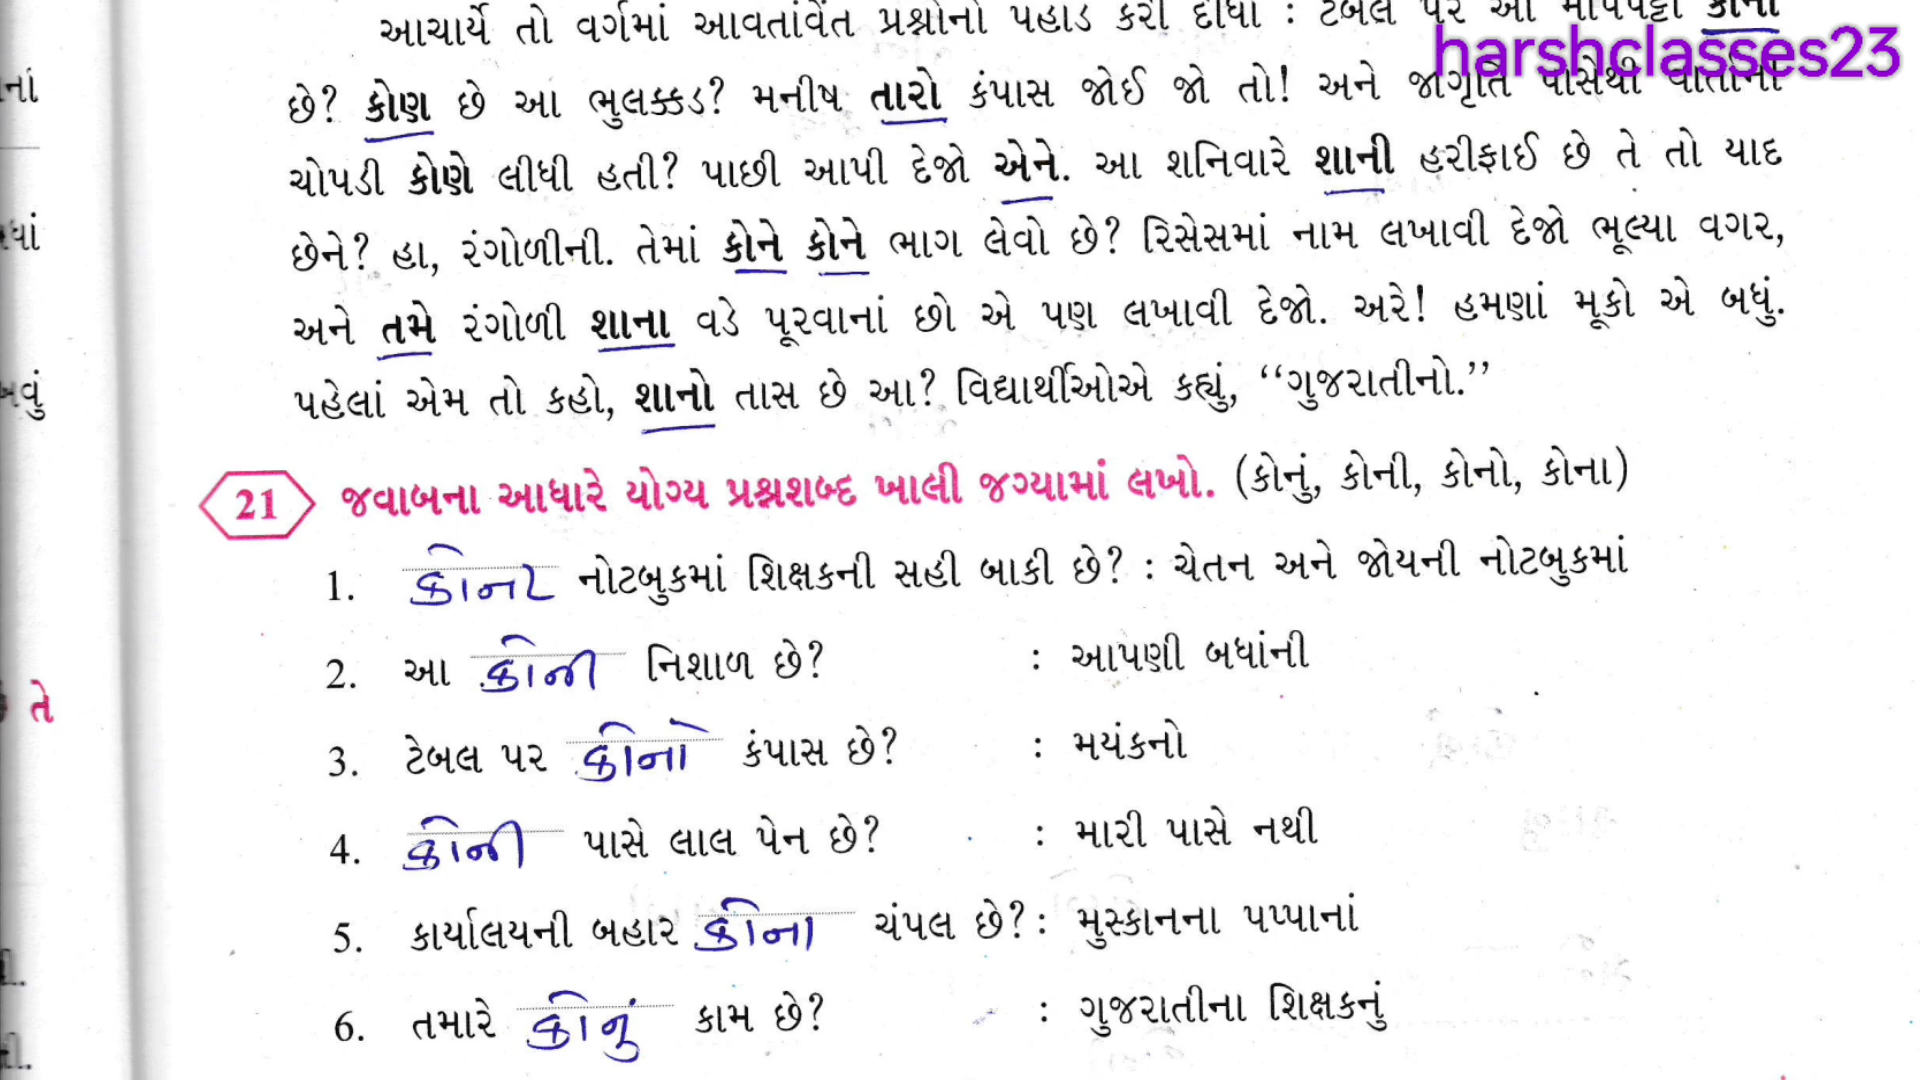 આચાર્યે તો વર્ગમાં આવતાંવેંત પ્રશ્નોનો પહાડ કરી દીધો : ટેબલ પર આ માપપટ્ટી કોની
harshclasses23
નાં
છે? કોણ છે આ ભુલક્કડ? મનીષ તારો કંપાસ જોઈ જો તો! અને જાગૃતિ પાસેથી વાર્તાની
ચોપડી કોણે લીધી હતી? પાછી આપી દેજો એને. આ શનિવારે શાની હરીફાઈ છે તે તો યાદ
ધાં
છેને? હા, રંગોળીની. તેમાં કોને કોને ભાગ લેવો છે? રિસેસમાં નામ લખાવી દેજો ભૂલ્યા વગર,
અને તમે રંગોળી શાના વડે પૂરવાનાં છો એ પણ લખાવી દેજો. અરે! હમણાં મૂકો એ બધું.
વું
પહેલાં એમ તો કહો, શાનો તાસ છે આ? વિદ્યાર્થીઓએ કહ્યું, “ગુજરાતીનો.”
21 જવાબના આધારે યોગ્ય પ્રશ્નશબ્દ ખાલી જગ્યામાં લખો. (કોનું, કોની, કોનો, કોના)
1. કોના નોટબુકમાં શિક્ષકની સહી બાકી છે? : ચેતન અને જોયની નોટબુકમાં
2. આ કોની નિશાળ છે? : આપણી બધાંની
તે
3. ટેબલ પર કોનો કંપાસ છે? : મયંકનો
4. કોની પાસે લાલ પેન છે? : મારી પાસે નથી
5. કાર્યાલયની બહાર કોના ચંપલ છે? : મુસ્કાનના પપ્પાનાં
6. તમારે કોનું કામ છે? : ગુજરાતીના શિક્ષકનું